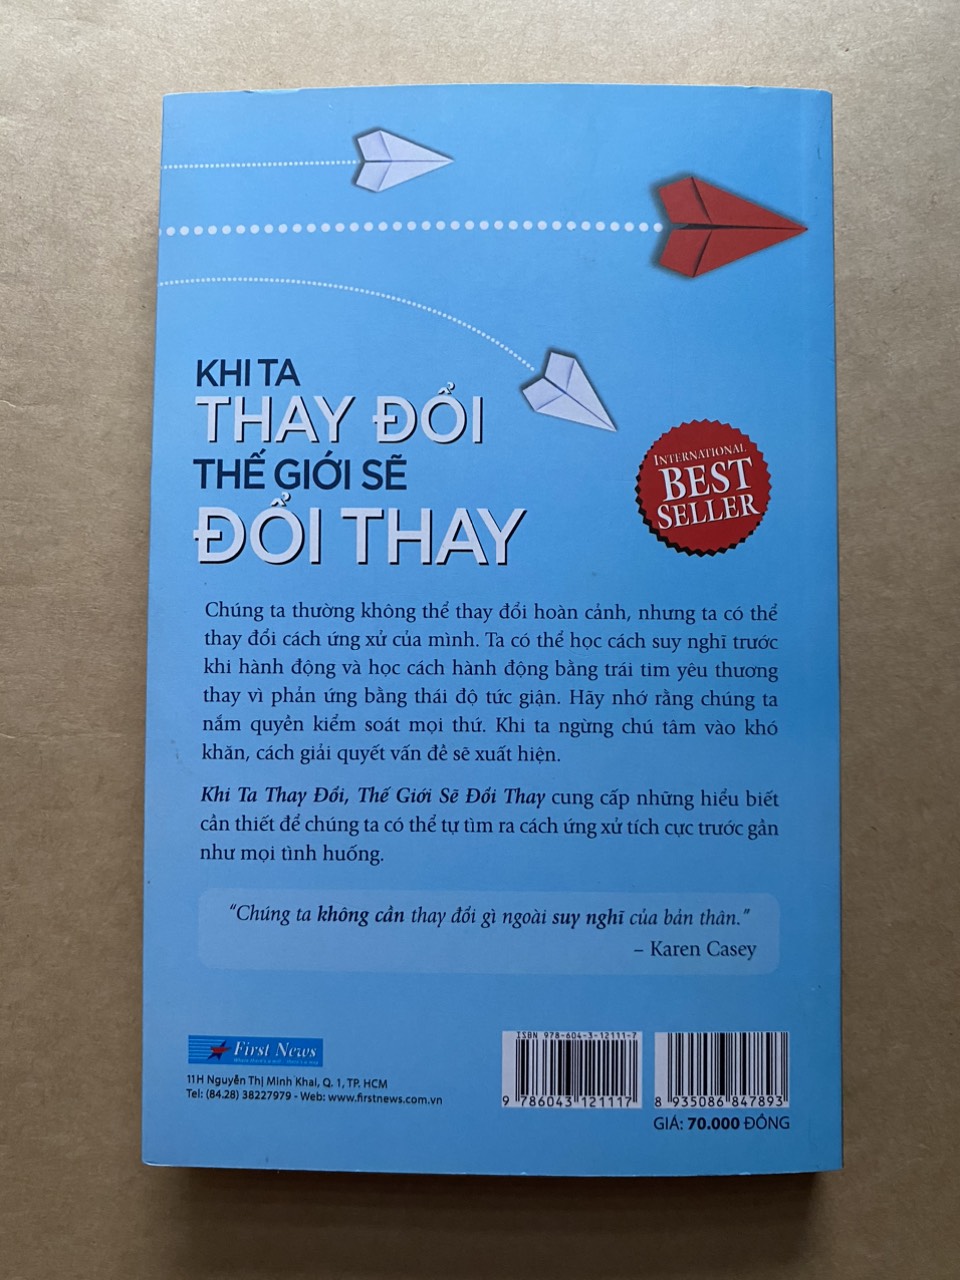 KHI TA
THAY ĐỔI
THẾ GIỚI SẼ
ĐỔI THAY
INTERNATIONAL
BEST
SELLER
Chúng ta thường không thể thay đổi hoàn cảnh, nhưng ta có thể
thay đổi cách ứng xử của mình. Ta có thể học cách suy nghĩ trước
khi hành động và học cách hành động bằng trái tim yêu thương
thay vì phản ứng bằng thái độ tức giận. Hãy nhớ rằng chúng ta
nắm quyền kiểm soát mọi thứ. Khi ta ngừng chú tâm vào khó
khăn, cách giải quyết vấn đề sẽ xuất hiện.
Khi Ta Thay Đổi, Thế Giới Sẽ Đổi Thay cung cấp những hiểu biết
cần thiết để chúng ta có thể tự tìm ra cách ứng xử tích cực trước gần
như mọi tình huống.
“Chúng ta không cần thay đổi gì ngoài suy nghĩ của bản thân.”
– Karen Casey
First News
11H Nguyễn Thị Minh Khai, Q. 1, TP. HCM
Tel: (84.28) 38227979 - Web: www.firstnews.com.vn
ISBN 978-604-3-12111-7
9 786043 121117
8 935086 847893
GIÁ: 70.000 ĐỒNG